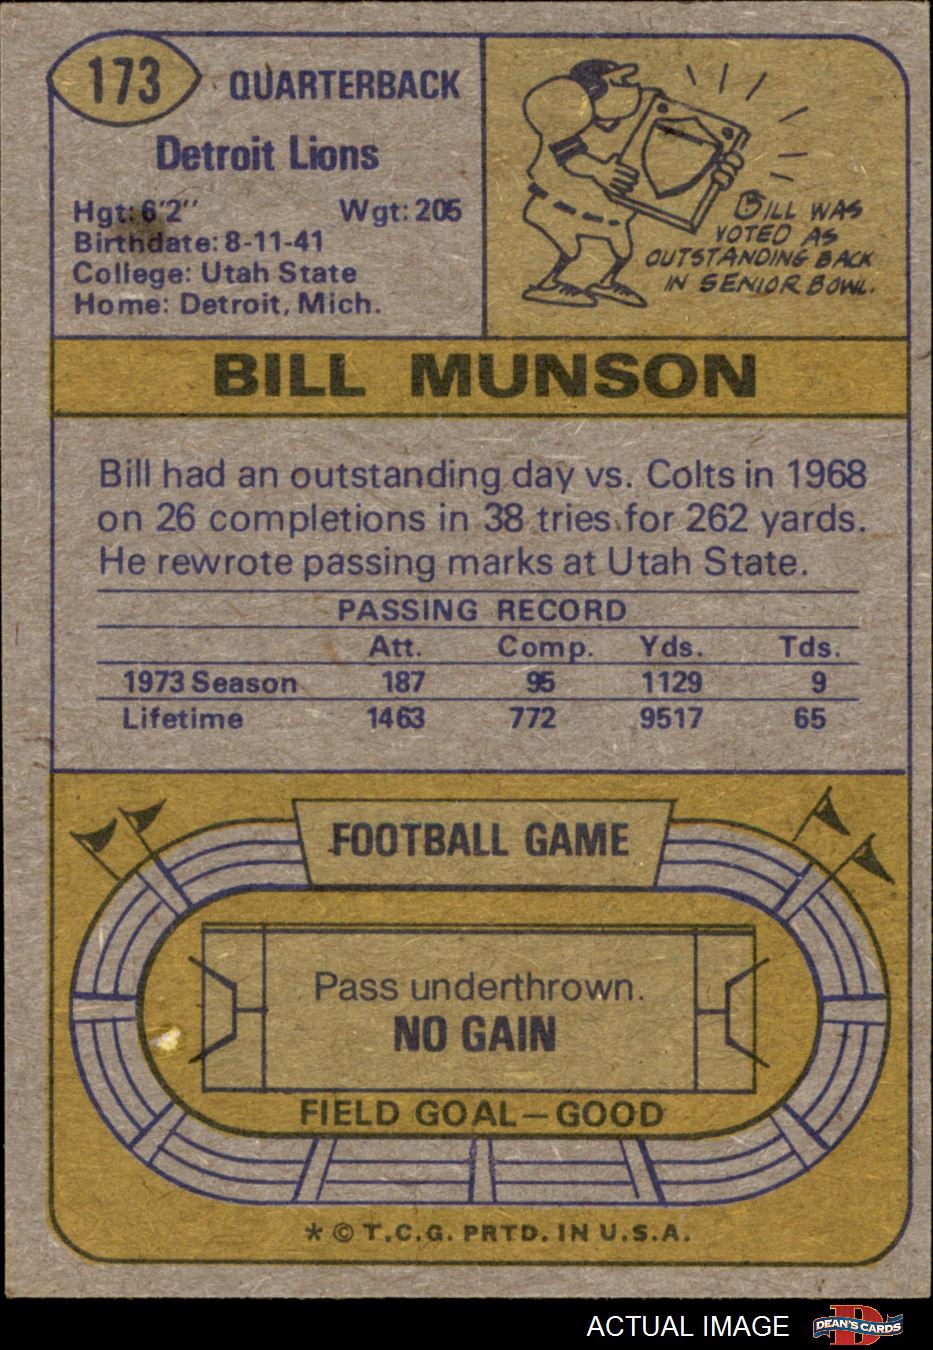 173
QUARTERBACK
Detroit Lions
Hgt: 6'2" Wgt: 205
Birthdate: 8-11-41
College: Utah State
Home: Detroit, Mich.
BILL WAS
VOTED AS
OUTSTANDING BACK
IN SENIOR BOWL.
BILL MUNSON
Bill had an outstanding day vs. Colts in 1968
on 26 completions in 38 tries for 262 yards.
He rewrote passing marks at Utah State.
PASSING RECORD
Att. Comp. Yds. Tds.
1973 Season 187 95 1129 9
Lifetime 1463 772 9517 65
FOOTBALL GAME
Pass underthrown.
NO GAIN
FIELD GOAL—GOOD
* © T.C.G. PRTD. IN U.S.A.
ACTUAL IMAGE
DEAN'S CARDS